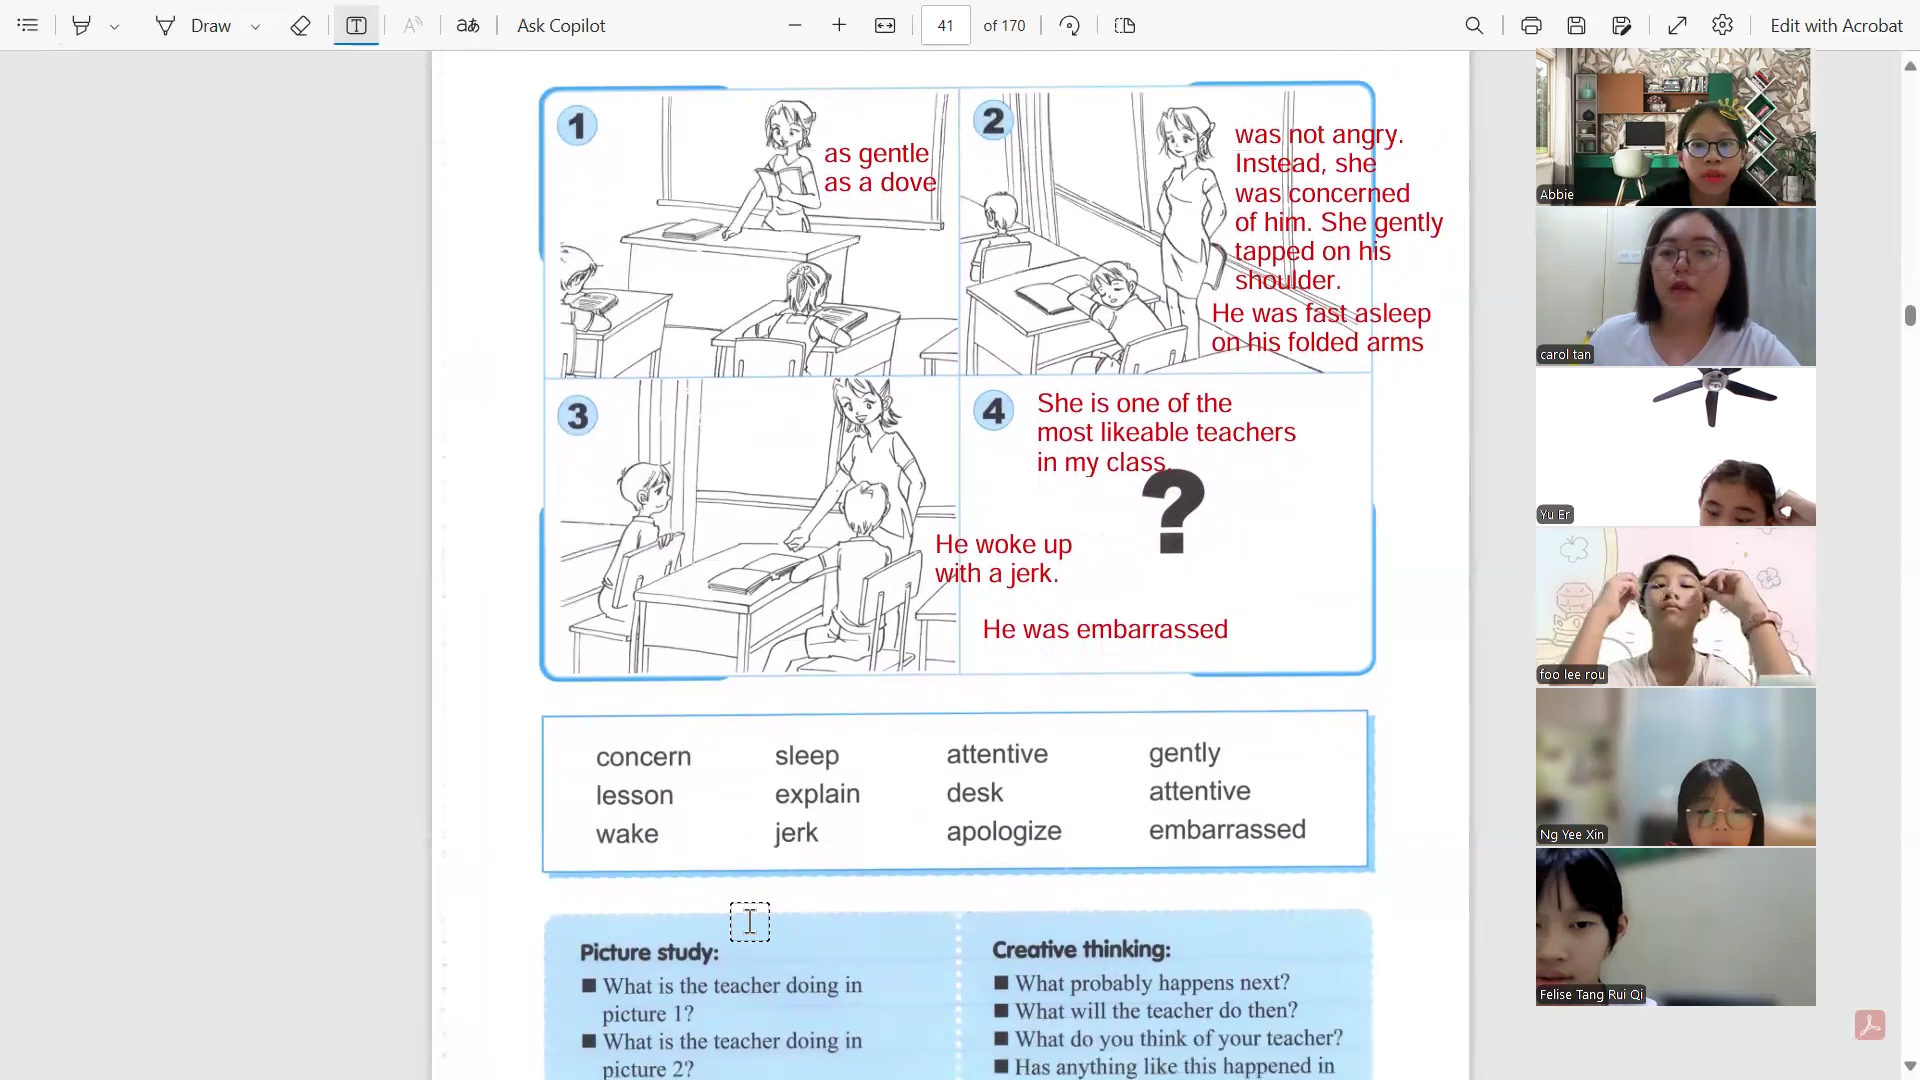 Draw
Ask Copilot
41
of 170
Edit with Acrobat
1
as gentle
as a dove
2
was not angry.
Instead, she
was concerned
of him. She gently
tapped on his
shoulder.
He was fast asleep
on his folded arms
3
He woke up
with a jerk.
4
She is one of the
most likeable teachers
in my class.
?
He was embarrassed
concern sleep attentive gently
lesson explain desk attentive
wake jerk apologize embarrassed
Picture study:
■ What is the teacher doing in
picture 1?
■ What is the teacher doing in
picture 2?
Creative thinking:
■ What probably happens next?
■ What will the teacher do then?
■ What do you think of your teacher?
■ Has anything like this happened in
Abbie
carol tan
Yu Er
foo lee rou
Ng Yee Xin
Felise Tang Rui Qi